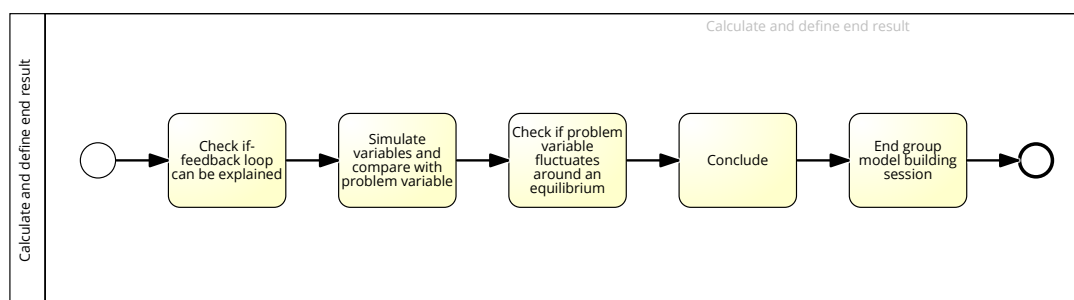 Calculate and define end result
Calculate and define end result
Check if-
feedback loop
can be explained
Simulate
variables and
compare with
problem variable
Check if problem
variable
fluctuates
around an
equilibrium
Conclude
End group
model building
session